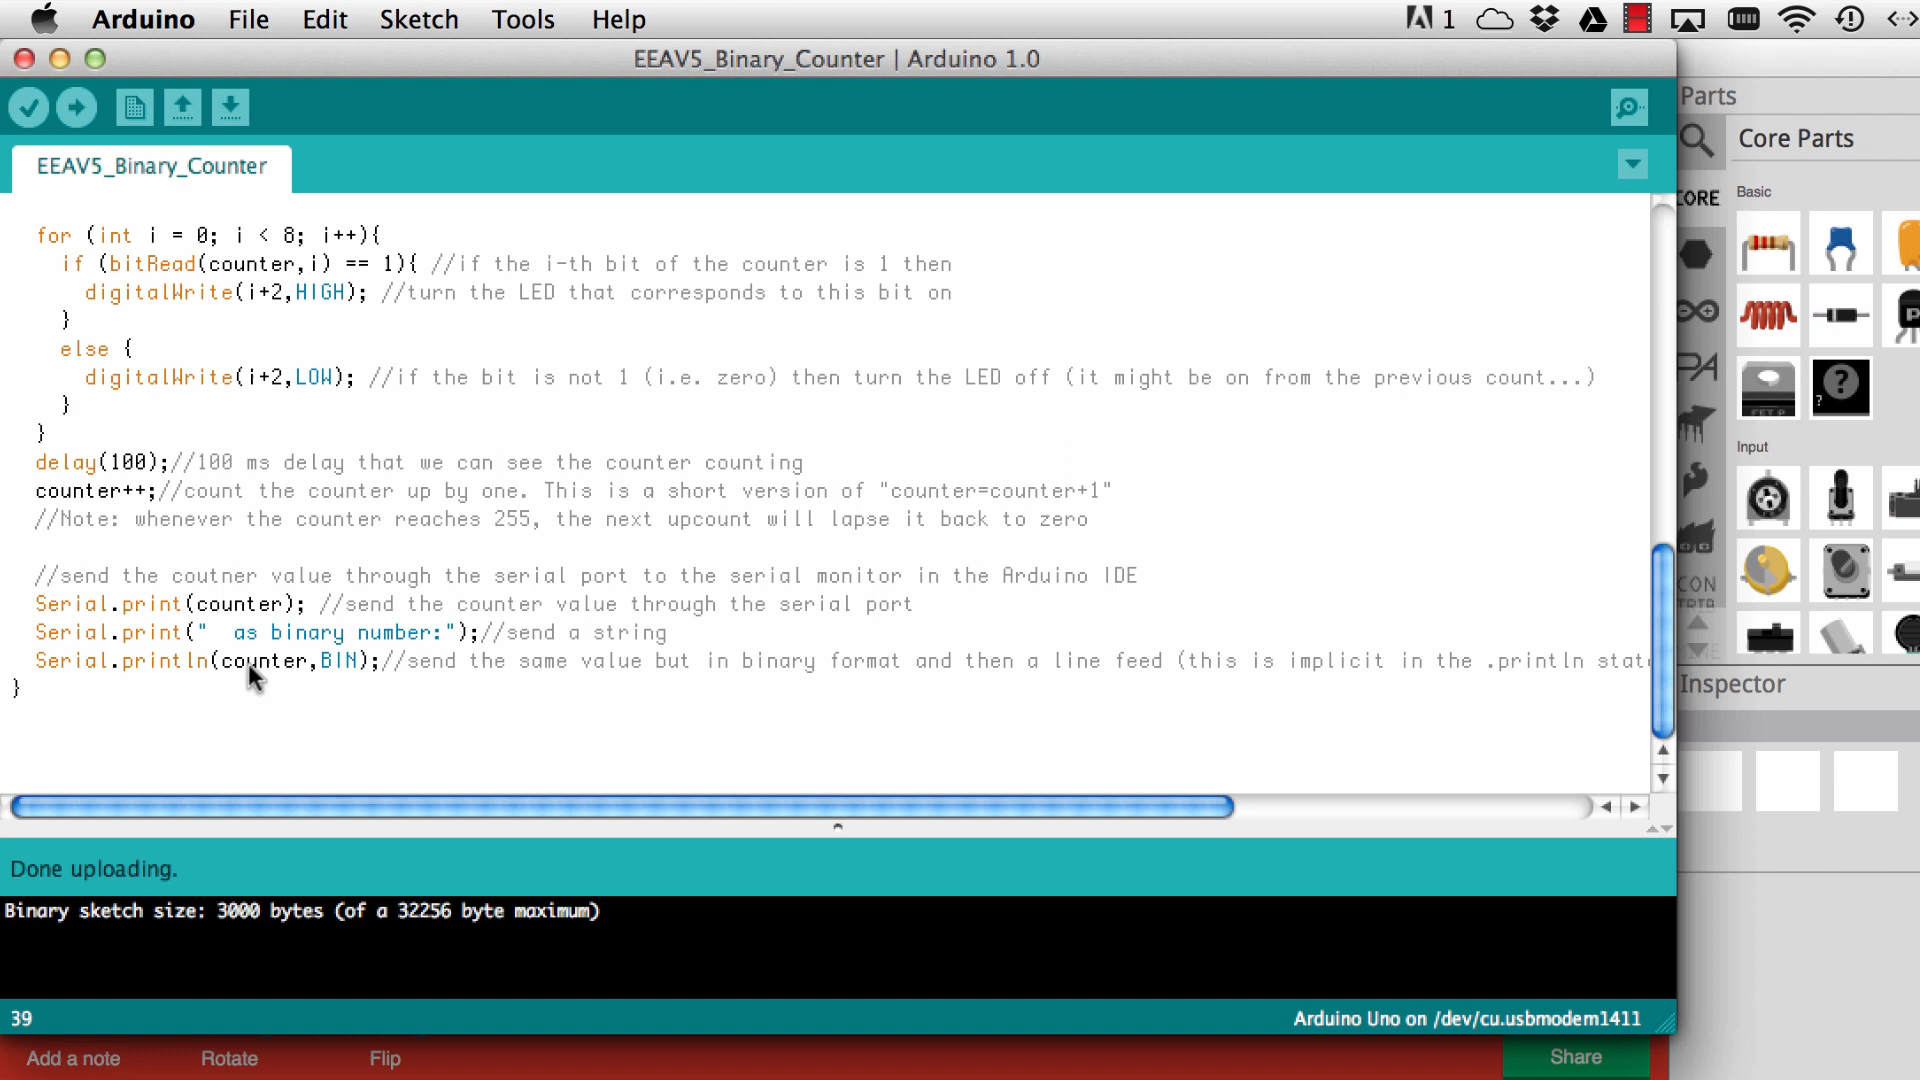 Arduino File Edit Sketch Tools Help 1
EEAV5_Binary_Counter | Arduino 1.0
EEAV5_Binary_Counter
for (int i = 0; i < 8; i++){
if (bitRead(counter,i) == 1){ //if the i-th bit of the counter is 1 then
digitalWrite(i+2,HIGH); //turn the LED that corresponds to this bit on
}
else {
digitalWrite(i+2,LOW); //if the bit is not 1 (i.e. zero) then turn the LED off (it might be on from the previous count...)
}
}
delay(100);//100 ms delay that we can see the counter counting
counter++;//count the counter up by one. This is a short version of "counter=counter+1"
//Note: whenever the counter reaches 255, the next upcount will lapse it back to zero
//send the coutner value through the serial port to the serial monitor in the Arduino IDE
Serial.print(counter); //send the counter value through the serial port
Serial.print("  as binary number:");//send a string
Serial.println(counter,BIN);//send the same value but in binary format and then a line feed (this is implicit in the .println stat
}
Done uploading.
Binary sketch size: 3000 bytes (of a 32256 byte maximum)
39
Arduino Uno on /dev/cu.usbmodem1411
Add a note Rotate Flip Share
Parts
Core Parts
CORE
Basic
Input
Inspector